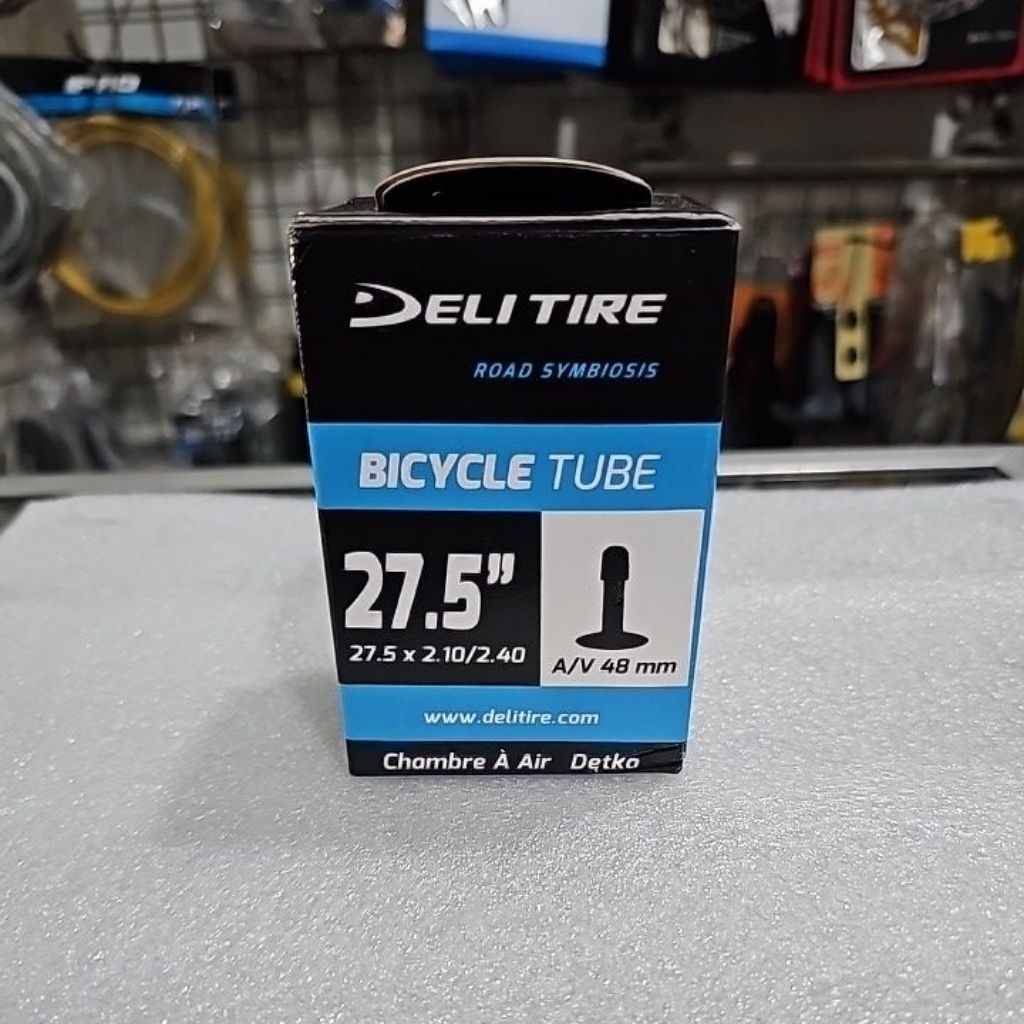 DELI TIRE
ROAD SYMBIOSIS
BICYCLE TUBE
27.5”
27.5 x 2.10/2.40
A/V 48 mm
www.delitire.com
Chambre À Air Dętka